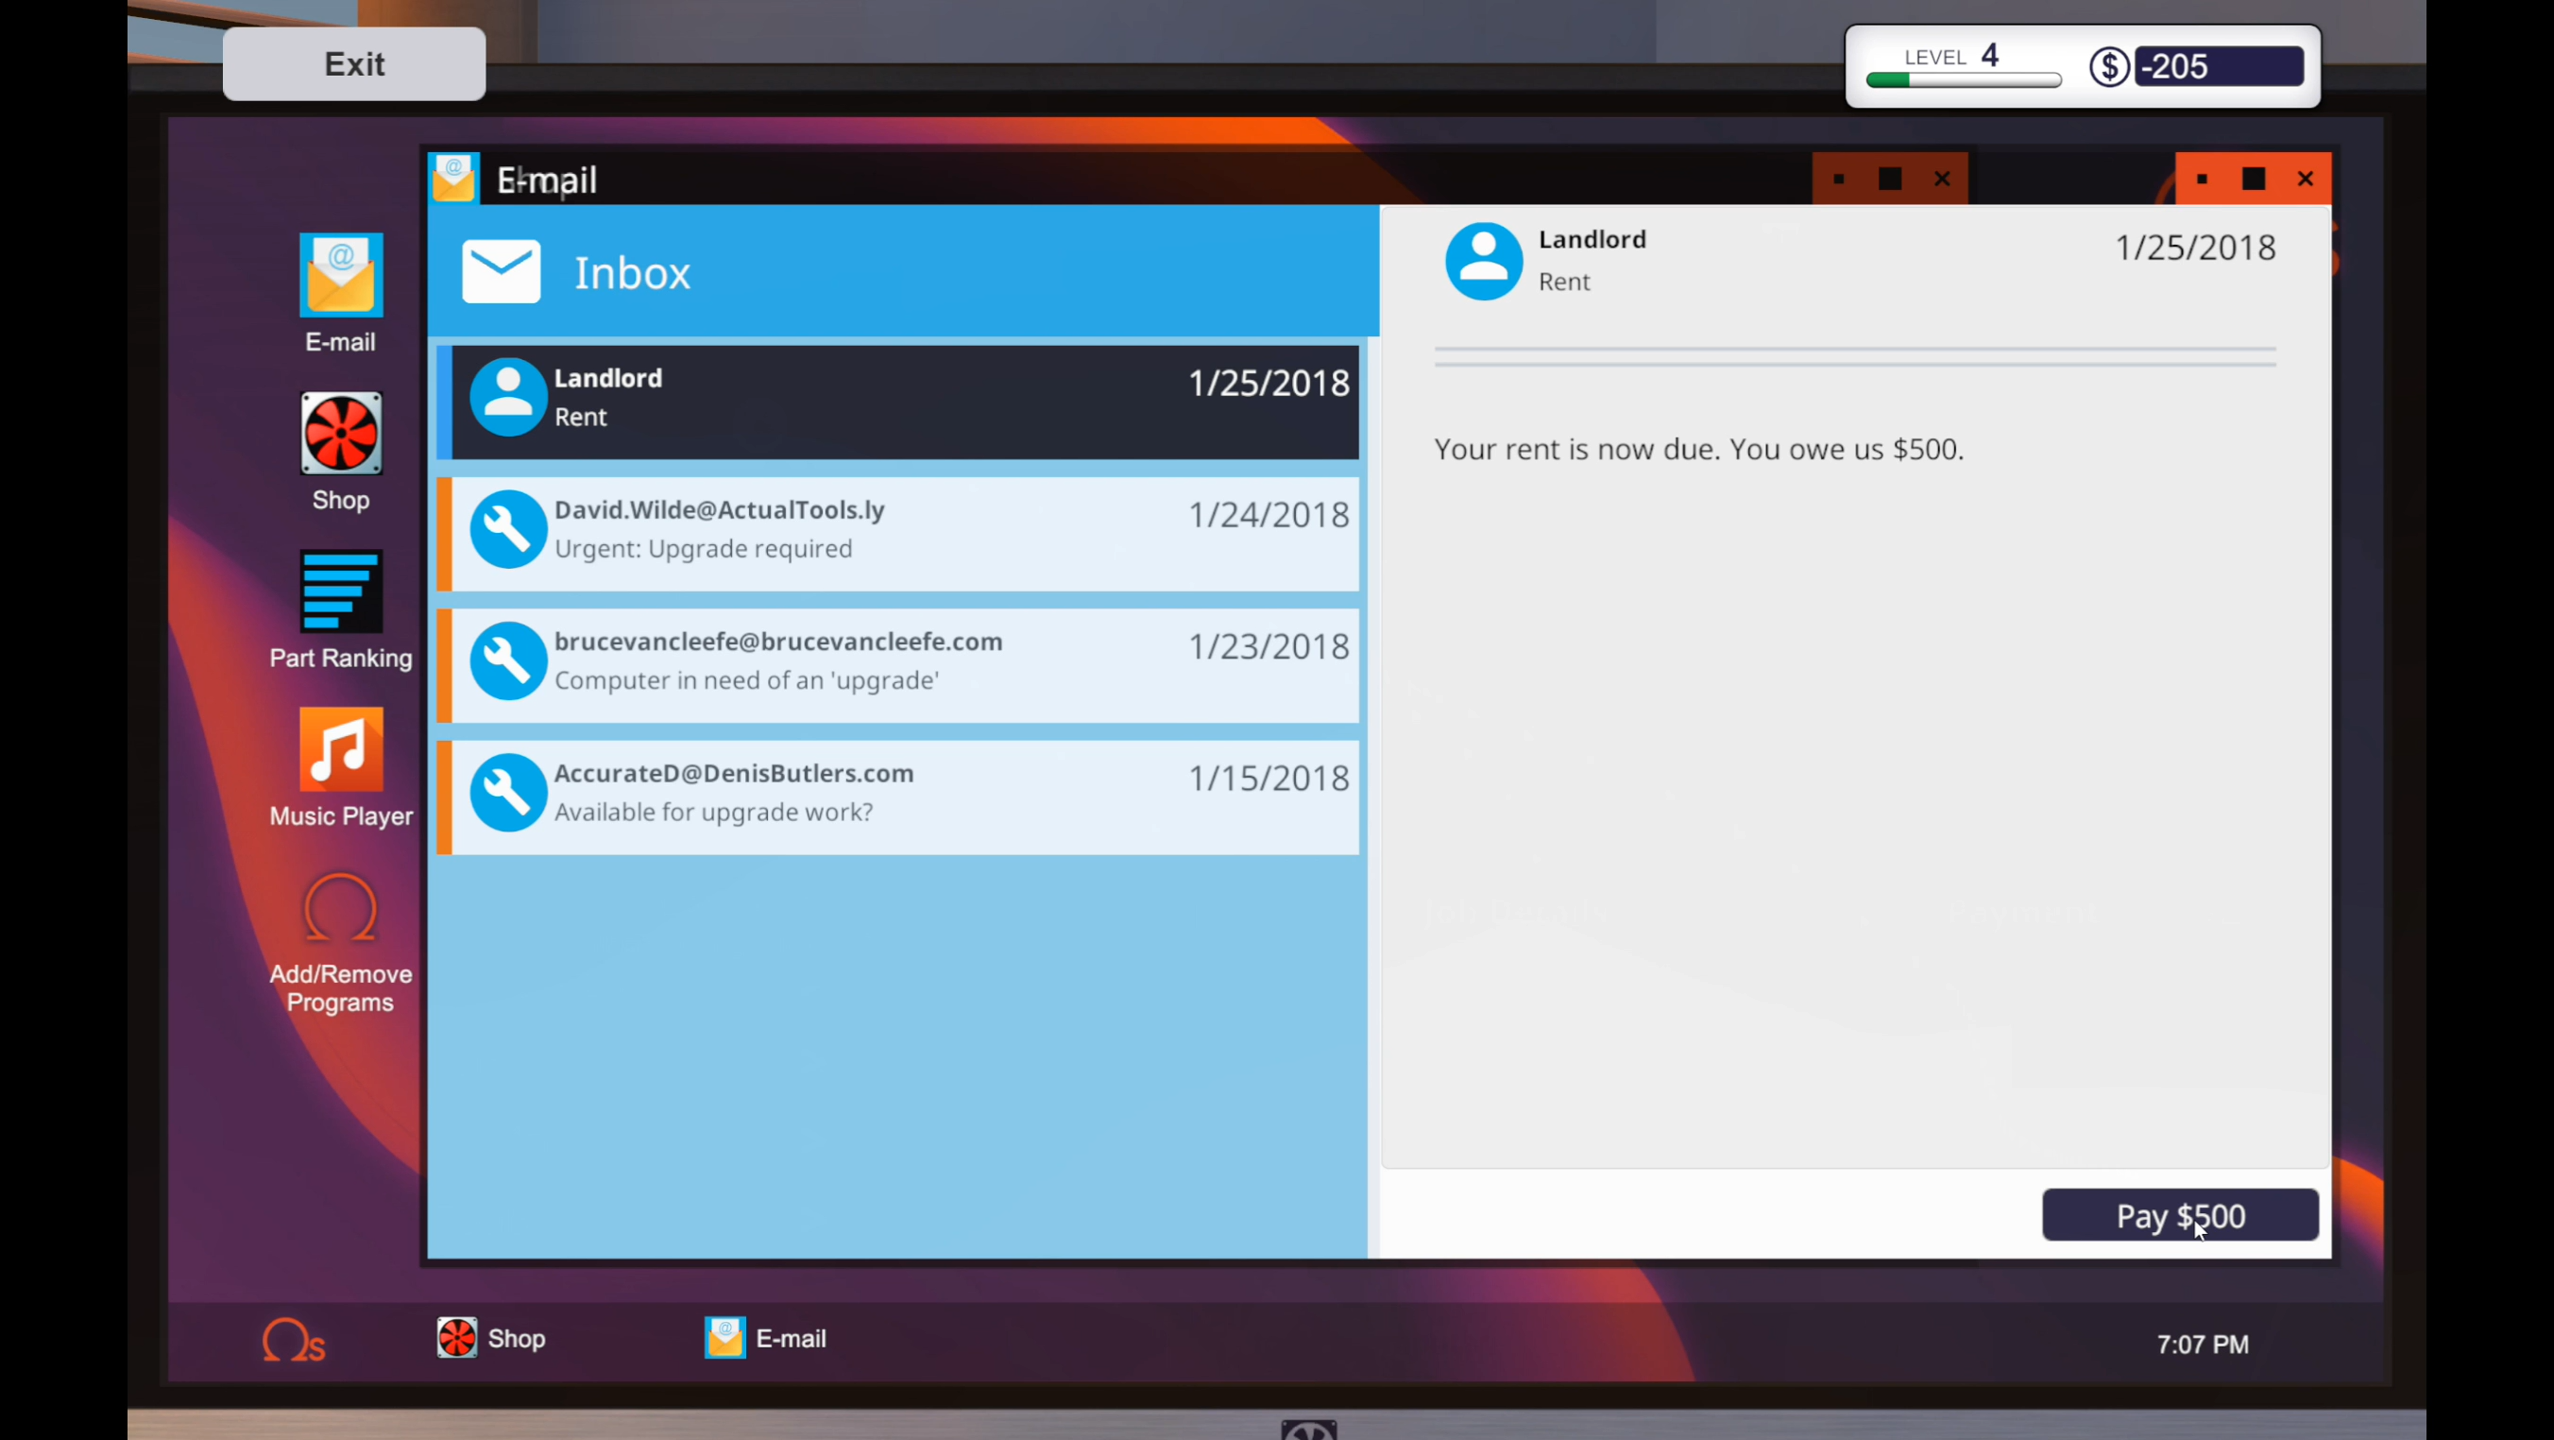 Exit
LEVEL 4
$ -205
E-mail
Inbox
Landlord
1/25/2018
Rent
David.Wilde@ActualTools.ly
1/24/2018
Urgent: Upgrade required
brucevancleefe@brucevancleefe.com
1/23/2018
Computer in need of an 'upgrade'
AccurateD@DenisButlers.com
1/15/2018
Available for upgrade work?
Landlord
1/25/2018
Rent
Your rent is now due. You owe us $500.
Pay $500
E-mail
Shop
Part Ranking
Music Player
Add/Remove
Programs
Ωs
Shop
E-mail
7:07 PM